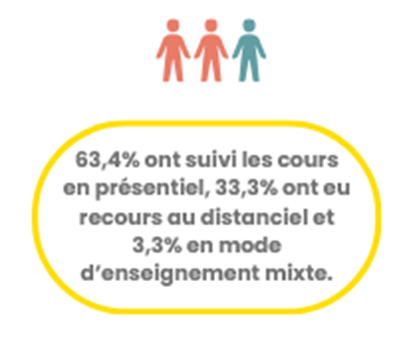 63,4% ont suivi les cours
en présentiel, 33,3% ont eu
recours au distanciel et
3,3% en mode
d’enseignement mixte.